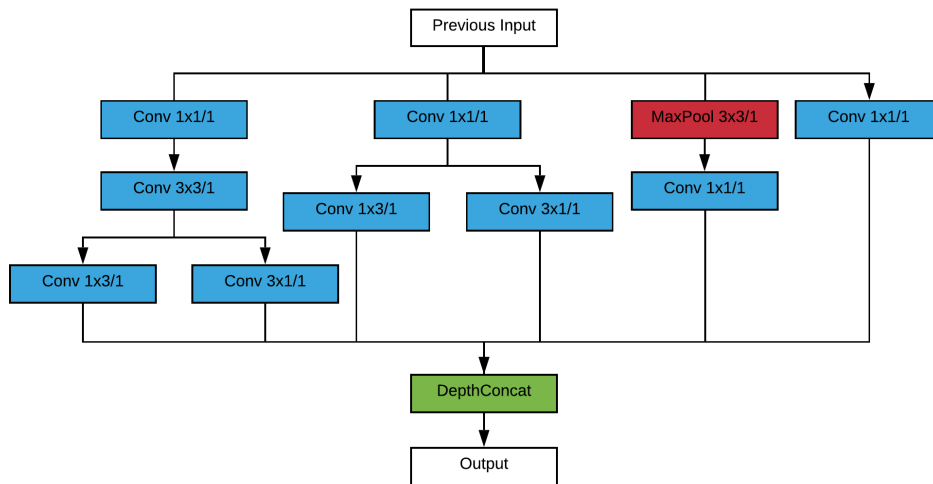 Previous Input
Conv 1x1/1
Conv 1x1/1
MaxPool 3x3/1
Conv 1x1/1
Conv 3x3/1
Conv 1x1/1
Conv 1x3/1
Conv 3x1/1
Conv 1x3/1
Conv 3x1/1
DepthConcat
Output